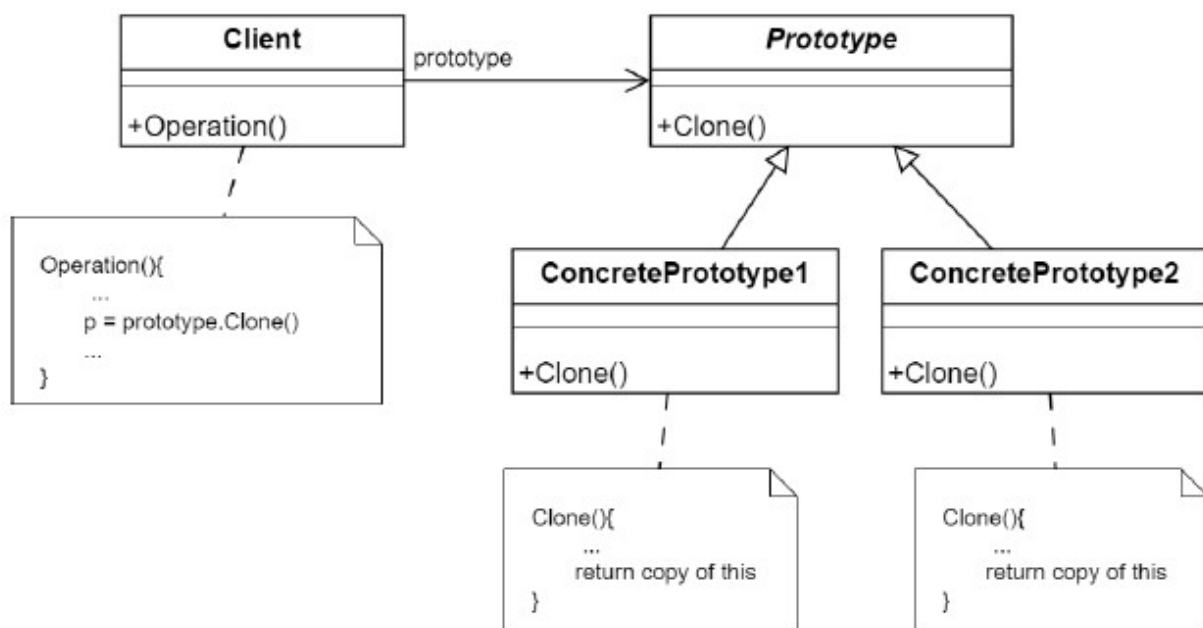 Client
+Operation()
prototype
Prototype
+Clone()
Operation(){
...
p = prototype.Clone()
...
}
ConcretePrototype1
+Clone()
ConcretePrototype2
+Clone()
Clone(){
...
return copy of this
}
Clone(){
...
return copy of this
}